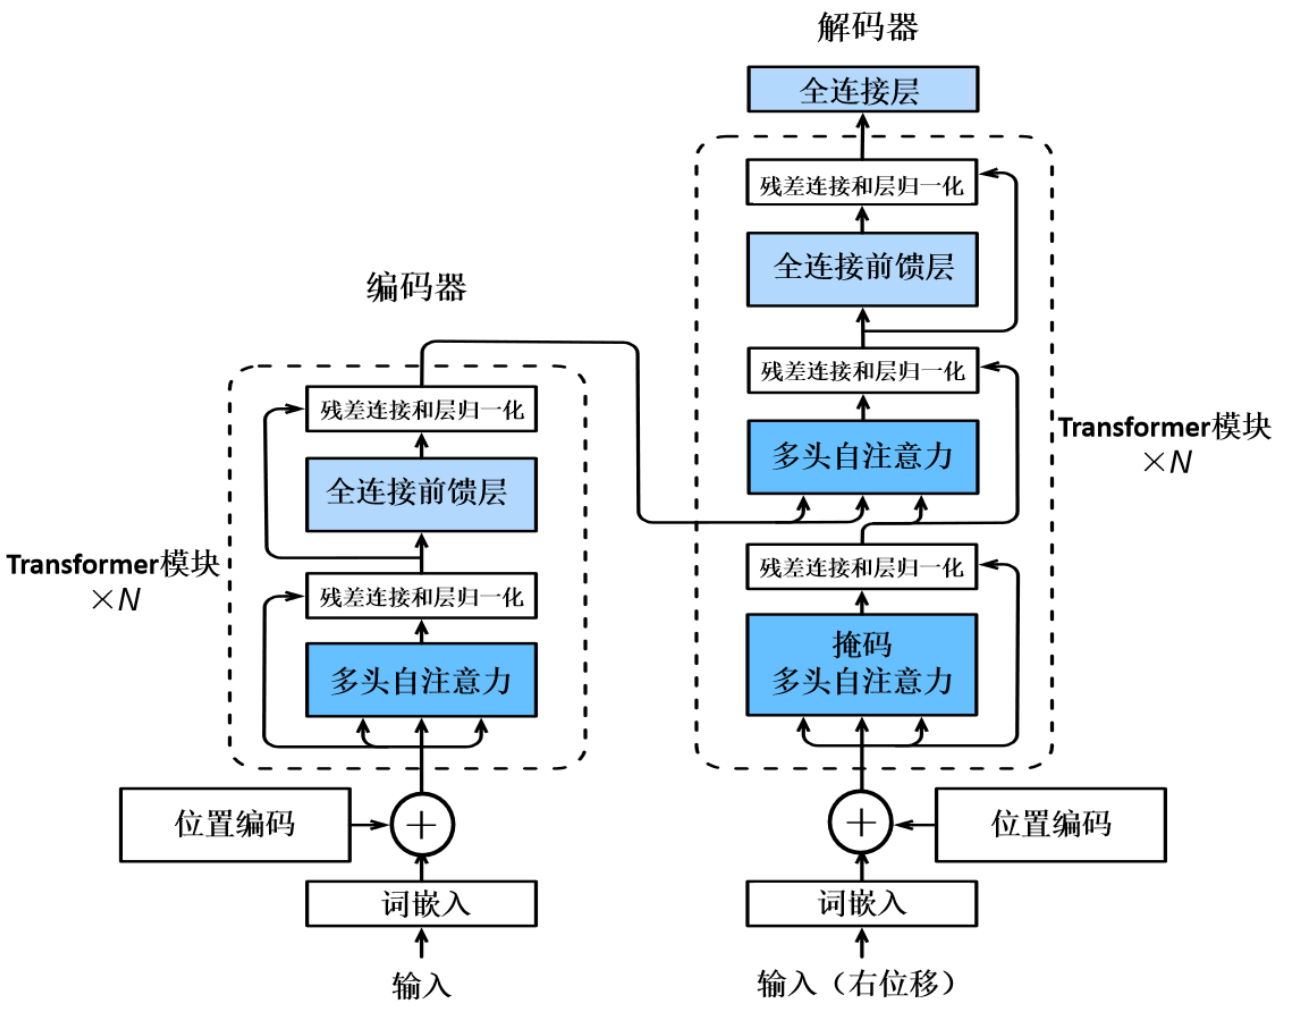 解码器
全连接层
残差连接和层归一化
全连接前馈层
残差连接和层归一化
多头自注意力
残差连接和层归一化
掩码
多头自注意力
Transformer模块
×N
位置编码
词嵌入
输入（右位移）
编码器
残差连接和层归一化
全连接前馈层
残差连接和层归一化
多头自注意力
Transformer模块
×N
位置编码
词嵌入
输入